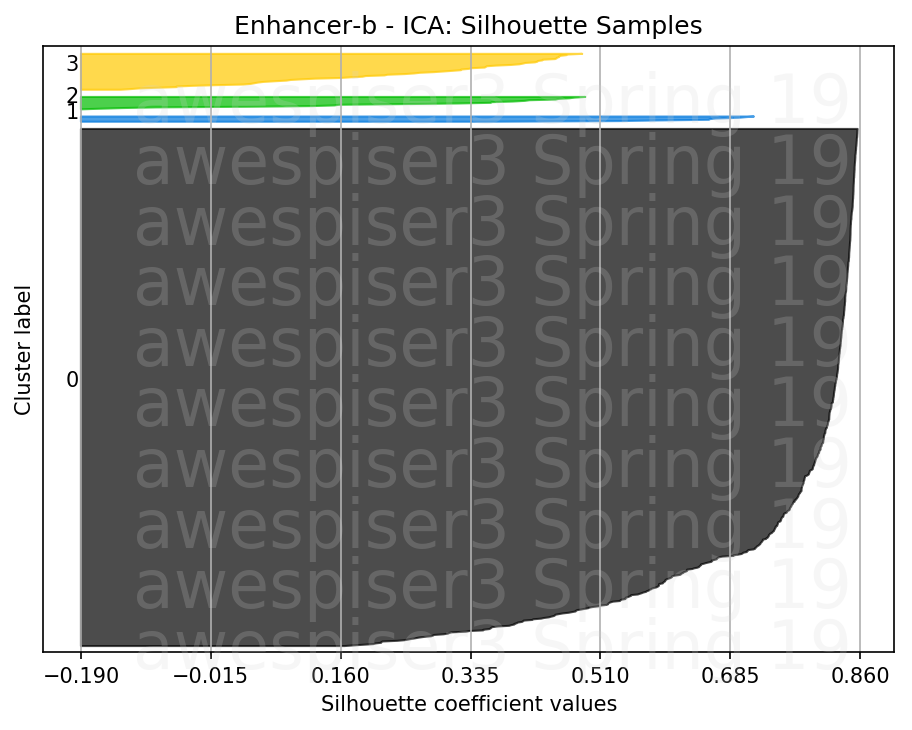 Enhancer-b - ICA: Silhouette Samples
3
2
1
0
Cluster label
awespiser3 Spring 19
awespiser3 Spring 19
awespiser3 Spring 19
awespiser3 Spring 19
awespiser3 Spring 19
awespiser3 Spring 19
awespiser3 Spring 19
awespiser3 Spring 19
awespiser3 Spring 19
awespiser3 Spring 19
−0.190 −0.015 0.160 0.335 0.510 0.685 0.860
Silhouette coefficient values